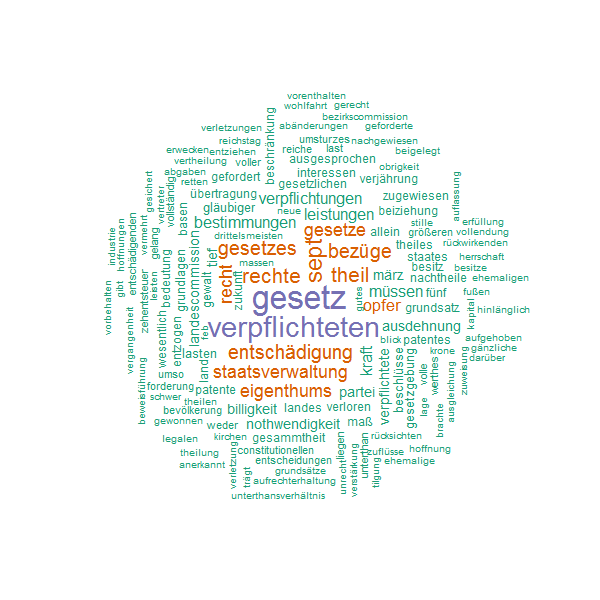 vorenthalten
wohlfahrt
gerecht
bezirkscommission
verletzungen
abänderungen
geforderte
reichstag
umsturzes
nachgewiesen
erwecken
entziehen
reiche
last
beigelegt
beschränkung
vertheilung
voller
ausgesprochen
obrigkeit
abgaben
gefordert
interessen
verjährung
retten
gesetzlichen
gesichert
vertreter
vollständig
übertragung
verpflichtungen
zugewiesen
auflassung
basen
gläubiger
neue
leistungen
beiziehung
stille
erfüllung
bestimmungen
gesetze
allein
größeren
vollendung
entschädigenden
vermehrt
gelang
drittelsmeisten
sept
theiles
rückwirkenden
industrie
hoffnungen
gesetzes
bezüge
staates
herrschaft
gibt
leisten
bedeutung
grundlagen
landescommission
tief
massen
besitz
besitze
gewalt
recht
rechte
theil
märz
nachtheile
ehemaligen
zukunft
gutes
müssen
fünf
fußen
vorbehalten
zehentsteuer
gesetz
opfer
grundsatz
kapital
hinlänglich
vergangenheit
wesentlich
entzogen
feb
verpflichteten
ausdehnung
aufgehoben
umso
lasten
land
entschädigung
kraft
blick
patentes
krone
gänzliche
darüber
beweisführung
forderung
patente
staatsverwaltung
verpflichtete
beschlüsse
gesetzgebung
volle
werthes
ausgleichung
zuweisung
schwer
theilen
eigenthums
partei
lage
brachte
bevölkerung
billigkeit
landes
verloren
gewonnen
weder
nothwendigkeit
maß
legalen
kirchen
gesammtheit
liegen
unterthan
rücksichten
theilung
verletzung
constitutionellen
zuflüsse
hoffnung
anerkannt
trägt
entscheidungen
unrecht
verstärkung
tilgung
ehemalige
grundsätze
aufrechterhaltung
unterthansverhältnis